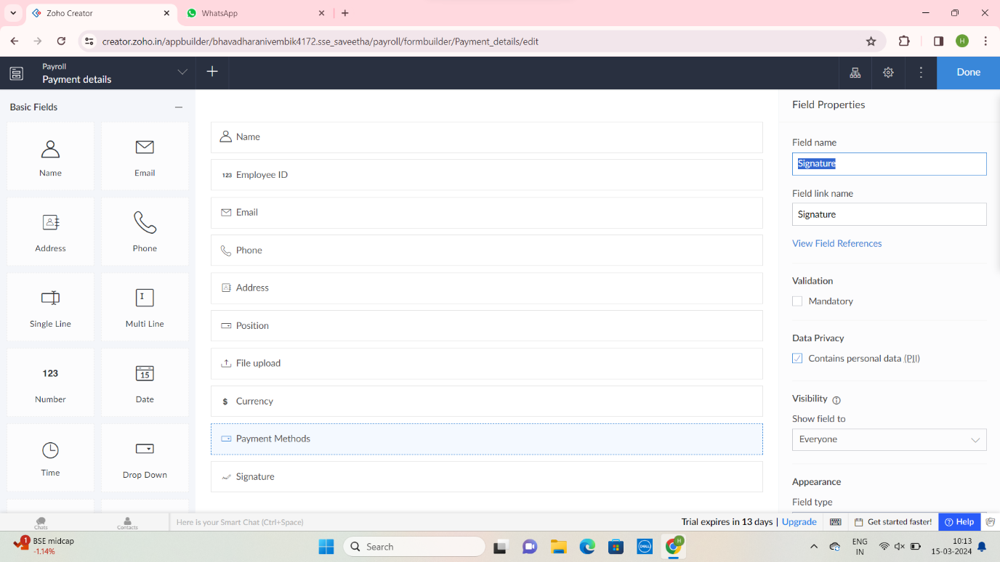 Zoho Creator
WhatsApp
creator.zoho.in/appbuilder/bhavadharanivembik4172.sse_saveetha/payroll/formbuilder/Payment_details/edit
H
Payroll
Payment details
Done
Basic Fields
Name
Email
Address
Phone
Single Line
Multi Line
123
15
Number
Date
Time
Drop Down
Name
123 Employee ID
Email
Phone
Address
Position
File upload
$ Currency
Payment Methods
Signature
Field Properties
Field name
Signature
Field link name
Signature
View Field References
Validation
Mandatory
Data Privacy
Contains personal data (PII)
Visibility
Show field to
Everyone
Appearance
Field type
Chats
Contacts
Here is your Smart Chat (Ctrl+Space)
Trial expires in 13 days | Upgrade
Get started faster!
Help
1
BSE midcap
-1.14%
Search
DELL
H
ENG
IN
10:13
15-03-2024